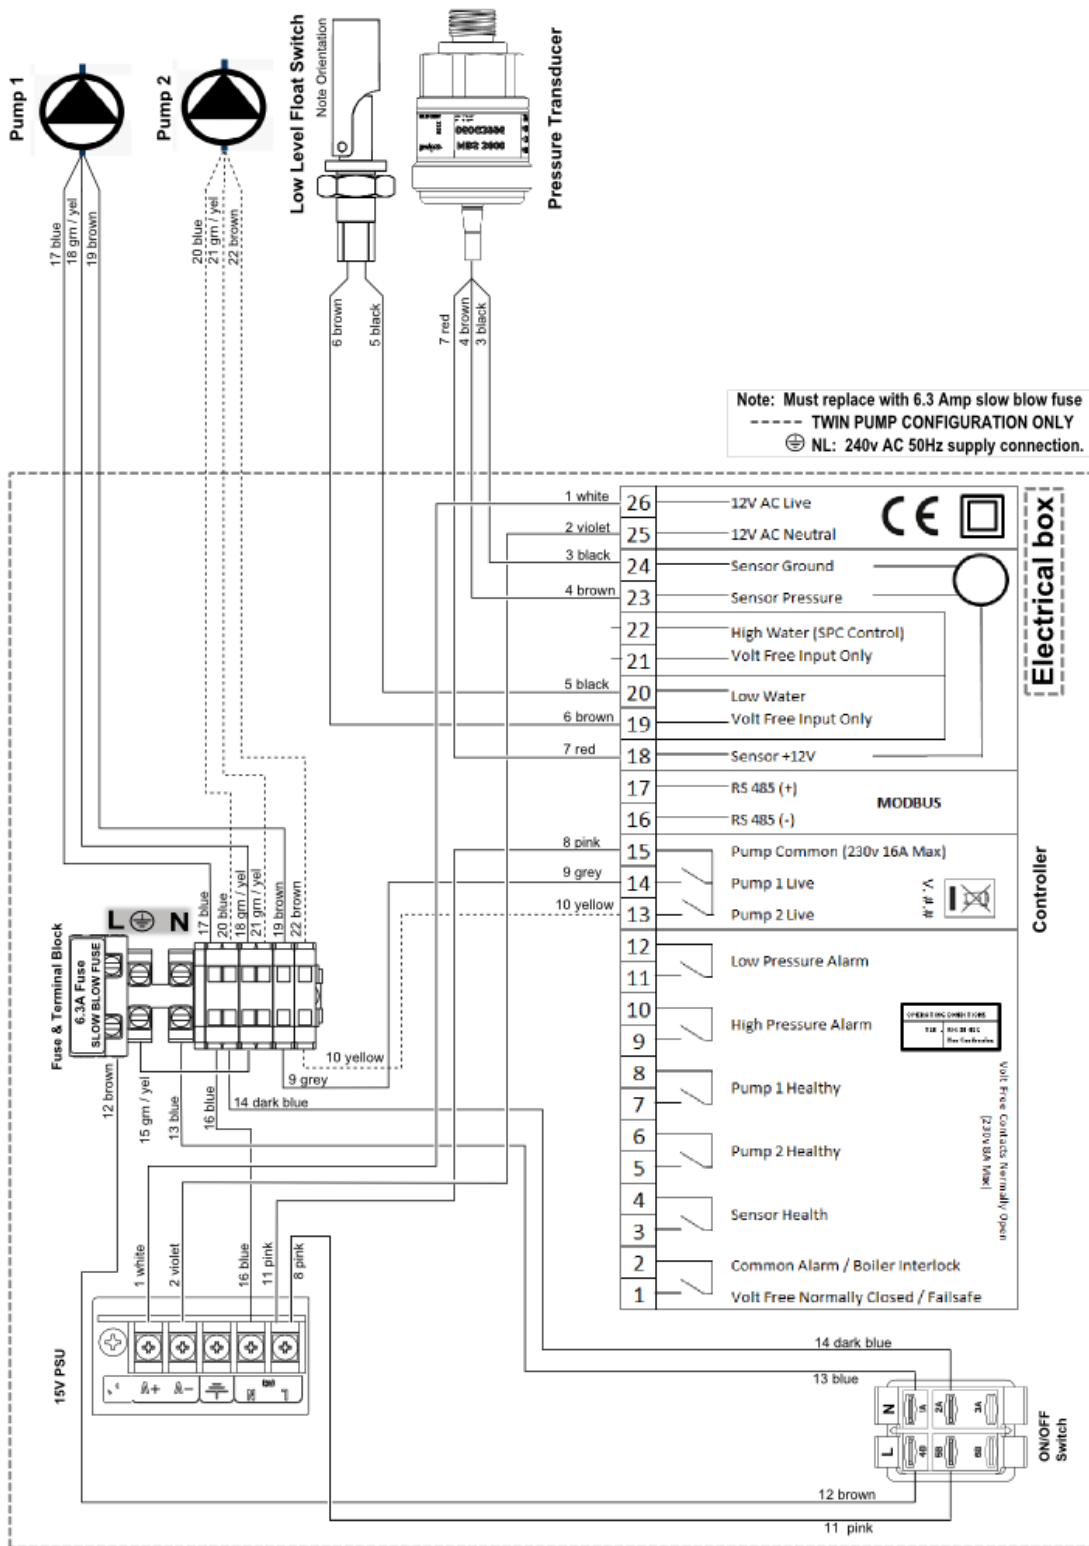 Pump 1
Pump 2
Low Level Float Switch
Note Orientation
Pressure Transducer
MBS 3000
17 blue
18 grn / yel
19 brown
20 blue
21 grn / yel
22 brown
6 brown
5 black
7 red
4 brown
3 black
Note: Must replace with 6.3 Amp slow blow fuse
TWIN PUMP CONFIGURATION ONLY
NL: 240v AC 50Hz supply connection.
Electrical box
Controller
1 white 26 12V AC Live
CE
2 violet 25 12V AC Neutral
3 black 24 Sensor Ground
4 brown 23 Sensor Pressure
22 High Water (SPC Control)
21 Volt Free Input Only
5 black 20 Low Water
6 brown 19 Volt Free Input Only
7 red 18 Sensor +12V
17 RS 485 (+)
MODBUS
16 RS 485 (-)
8 pink 15 Pump Common (230v 16A Max)
9 grey 14 Pump 1 Live
10 yellow 13 Pump 2 Live
V.#.#
12
Low Pressure Alarm
11
10
High Pressure Alarm
9
OPERATING CONDITIONS
8
Pump 1 Healthy
7
6
Pump 2 Healthy
5
4
Sensor Health
3
2 Common Alarm / Boiler Interlock
1 Volt Free Normally Closed / Failsafe
Volt Free Contacts Normally Open
(230v 8A Max)
Fuse & Terminal Block
L N
6.3A Fuse
SLOW BLOW FUSE
17 blue
20 blue
18 grn / yel
21 grn / yel
19 brown
22 brown
10 yellow
9 grey
14 dark blue
12 brown
15 grn / yel
13 blue
16 blue
1 white
2 violet
16 blue
11 pink
8 pink
15V PSU
V+ V- N L
14 dark blue
13 blue
N 1A 2A 3A
L 4B 5B 6B
ON/OFF
Switch
12 brown
11 pink